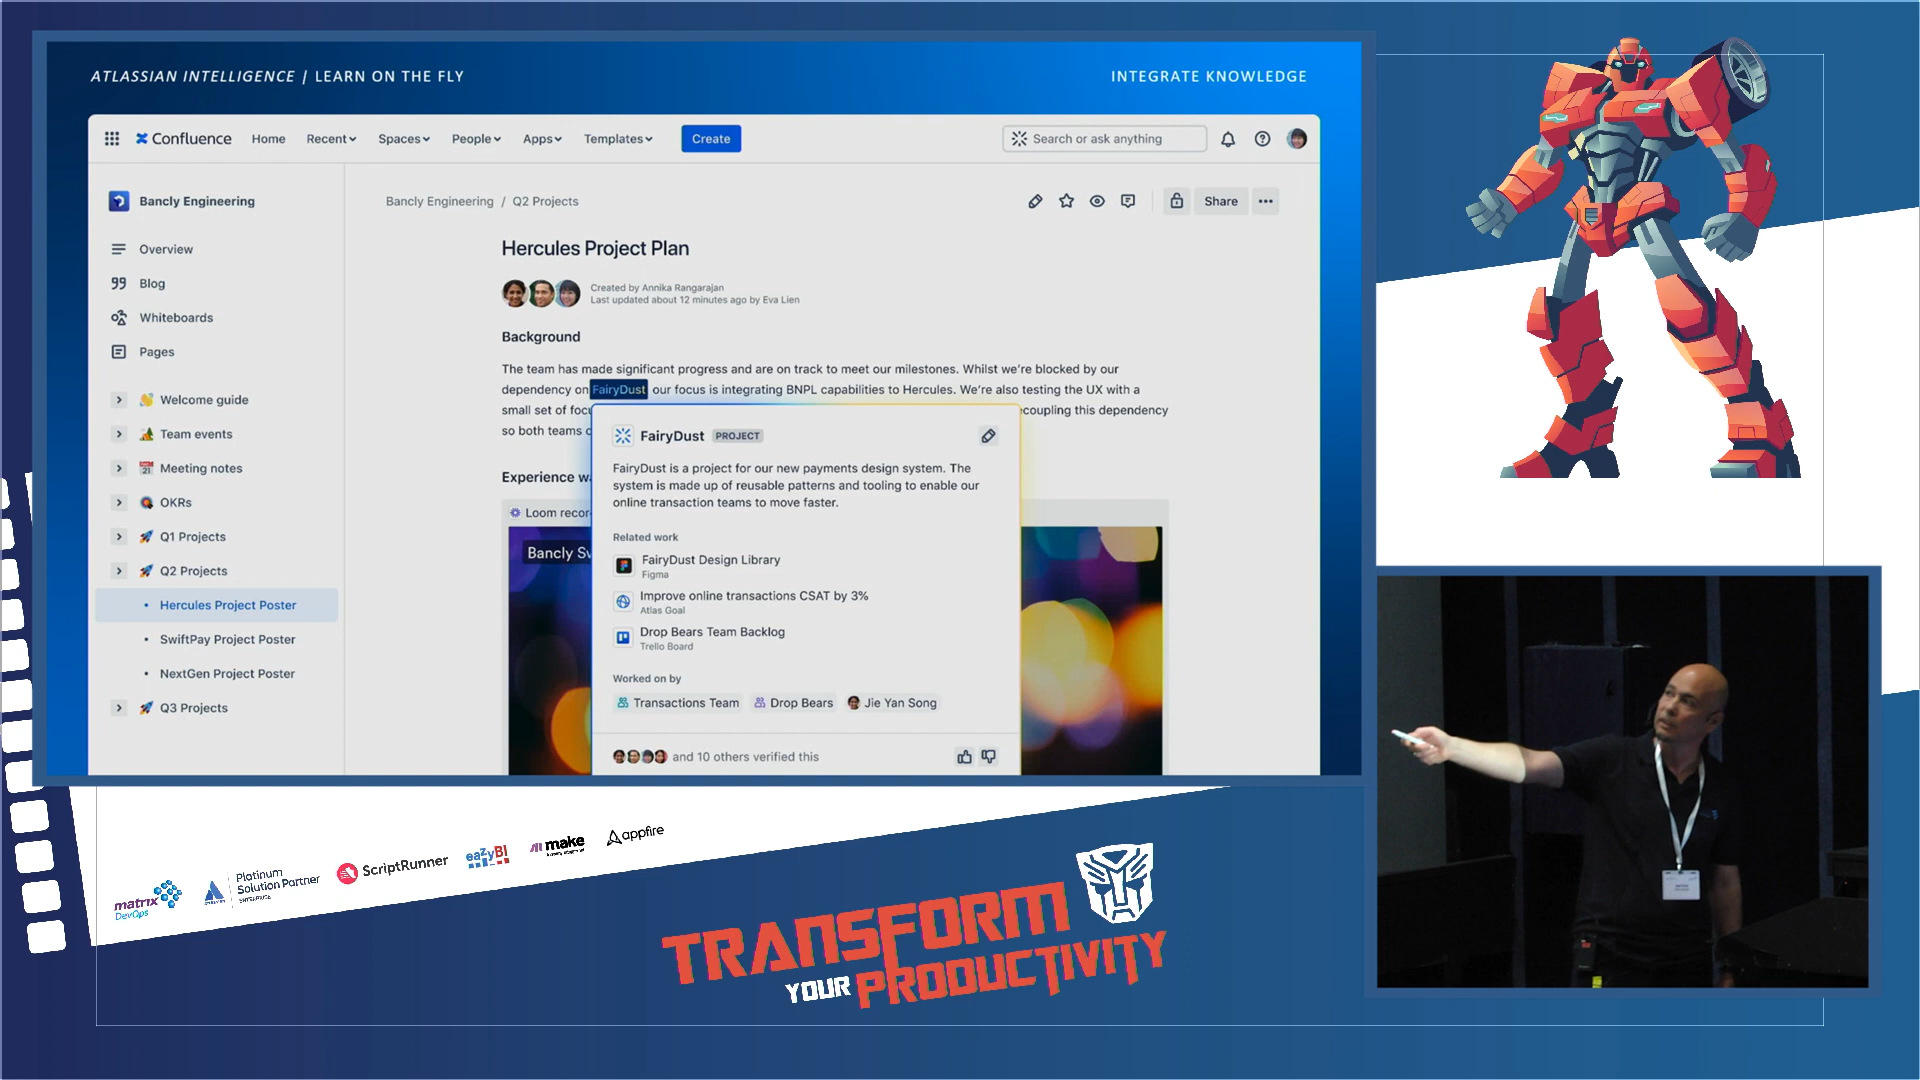 ATLASSIAN INTELLIGENCE | LEARN ON THE FLY
INTEGRATE KNOWLEDGE
Confluence
Home
Recent
Spaces
People
Apps
Templates
Create
Search or ask anything
Bancly Engineering
Overview
Blog
Whiteboards
Pages
Welcome guide
Team events
Meeting notes
OKRs
Q1 Projects
Q2 Projects
Hercules Project Poster
SwiftPay Project Poster
NextGen Project Poster
Q3 Projects
Bancly Engineering / Q2 Projects
Share
Hercules Project Plan
Created by Annika Rangarajan
Last updated about 12 minutes ago by Eva Lien
Background
The team has made significant progress and are on track to meet our milestones. Whilst we're blocked by our
dependency on FairyDust our focus is integrating BNPL capabilities to Hercules. We're also testing the UX with a
small set of focu
coupling this dependency
so both teams c
Experience wa
Loom recor
Bancly Sw
FairyDust PROJECT
FairyDust is a project for our new payments design system. The
system is made up of reusable patterns and tooling to enable our
online transaction teams to move faster.
Related work
FairyDust Design Library
Figma
Improve online transactions CSAT by 3%
Atlas Goal
Drop Bears Team Backlog
Trello Board
Worked on by
Transactions Team
Drop Bears
Jie Yan Song
and 10 others verified this
matrix
DevOps
Platinum
Solution Partner
ENTERPRISE
ScriptRunner
eaZyBI
make
appfire
TRANSFORM
YOUR PRODUCTIVITY